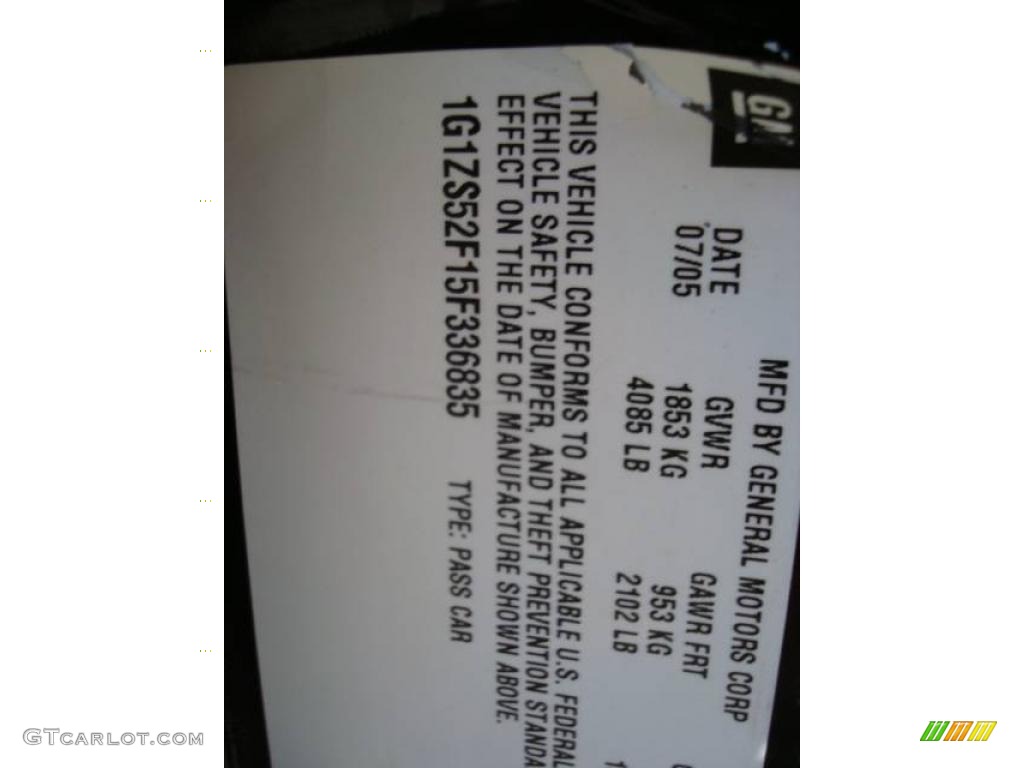 GM
MFD BY GENERAL MOTORS CORP
DATE GVWR GAWR FRT
07/05 1853 KG 953 KG
4085 LB 2102 LB
THIS VEHICLE CONFORMS TO ALL APPLICABLE U.S. FEDERAL
VEHICLE SAFETY, BUMPER, AND THEFT PREVENTION STANDA
EFFECT ON THE DATE OF MANUFACTURE SHOWN ABOVE.
1G1ZS52F15F336835 TYPE: PASS CAR
GTCARLOT.COM